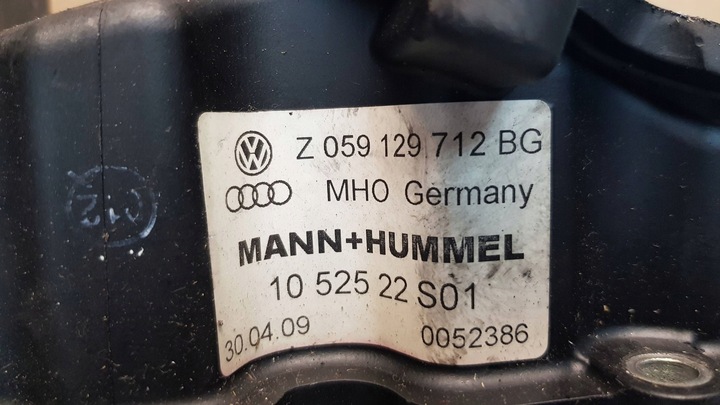 Z 059 129 712 BG
MHO Germany
MANN+HUMMEL
10 525 22 S01
30.04.09 0052386